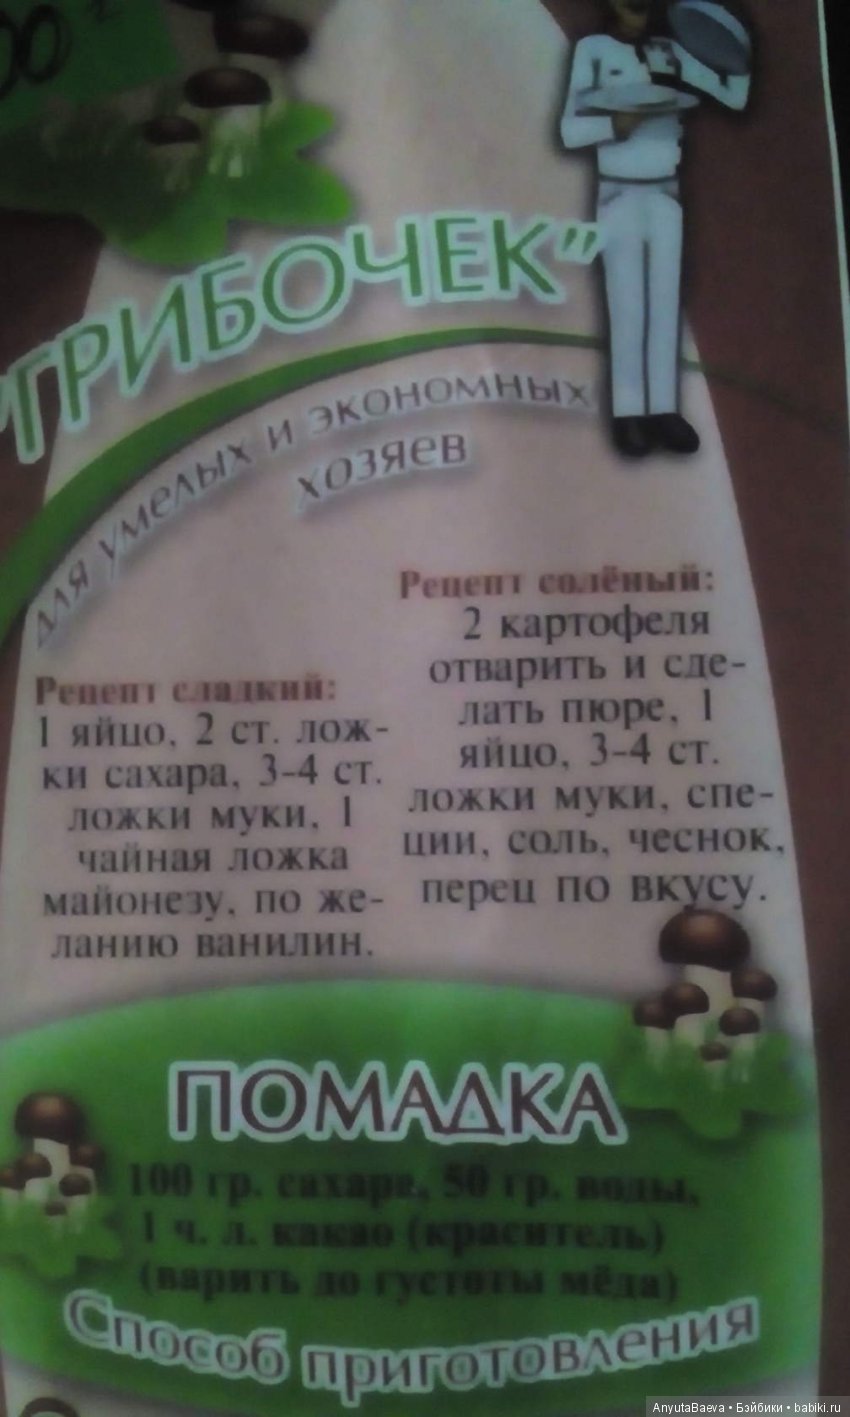 00 г
"ГРИБОЧЕК"
для умелых и экономных
хозяев
Рецепт сладкий:
1 яйцо, 2 ст. лож-
ки сахара, 3-4 ст.
ложки муки, 1
чайная ложка
майонезу, по же-
ланию ванилин.
Рецепт солёный:
2 картофеля
отварить и сде-
лать пюре, 1
яйцо, 3-4 ст.
ложки муки, спе-
ции, соль, чеснок,
перец по вкусу.
ПОМАДКА
100 гр. сахара, 50 гр. воды,
1 ч. л. какао (краситель)
(варить до густоты мёда)
Способ приготовления
AnyutaBaeva • Бэйбики • babiki.ru